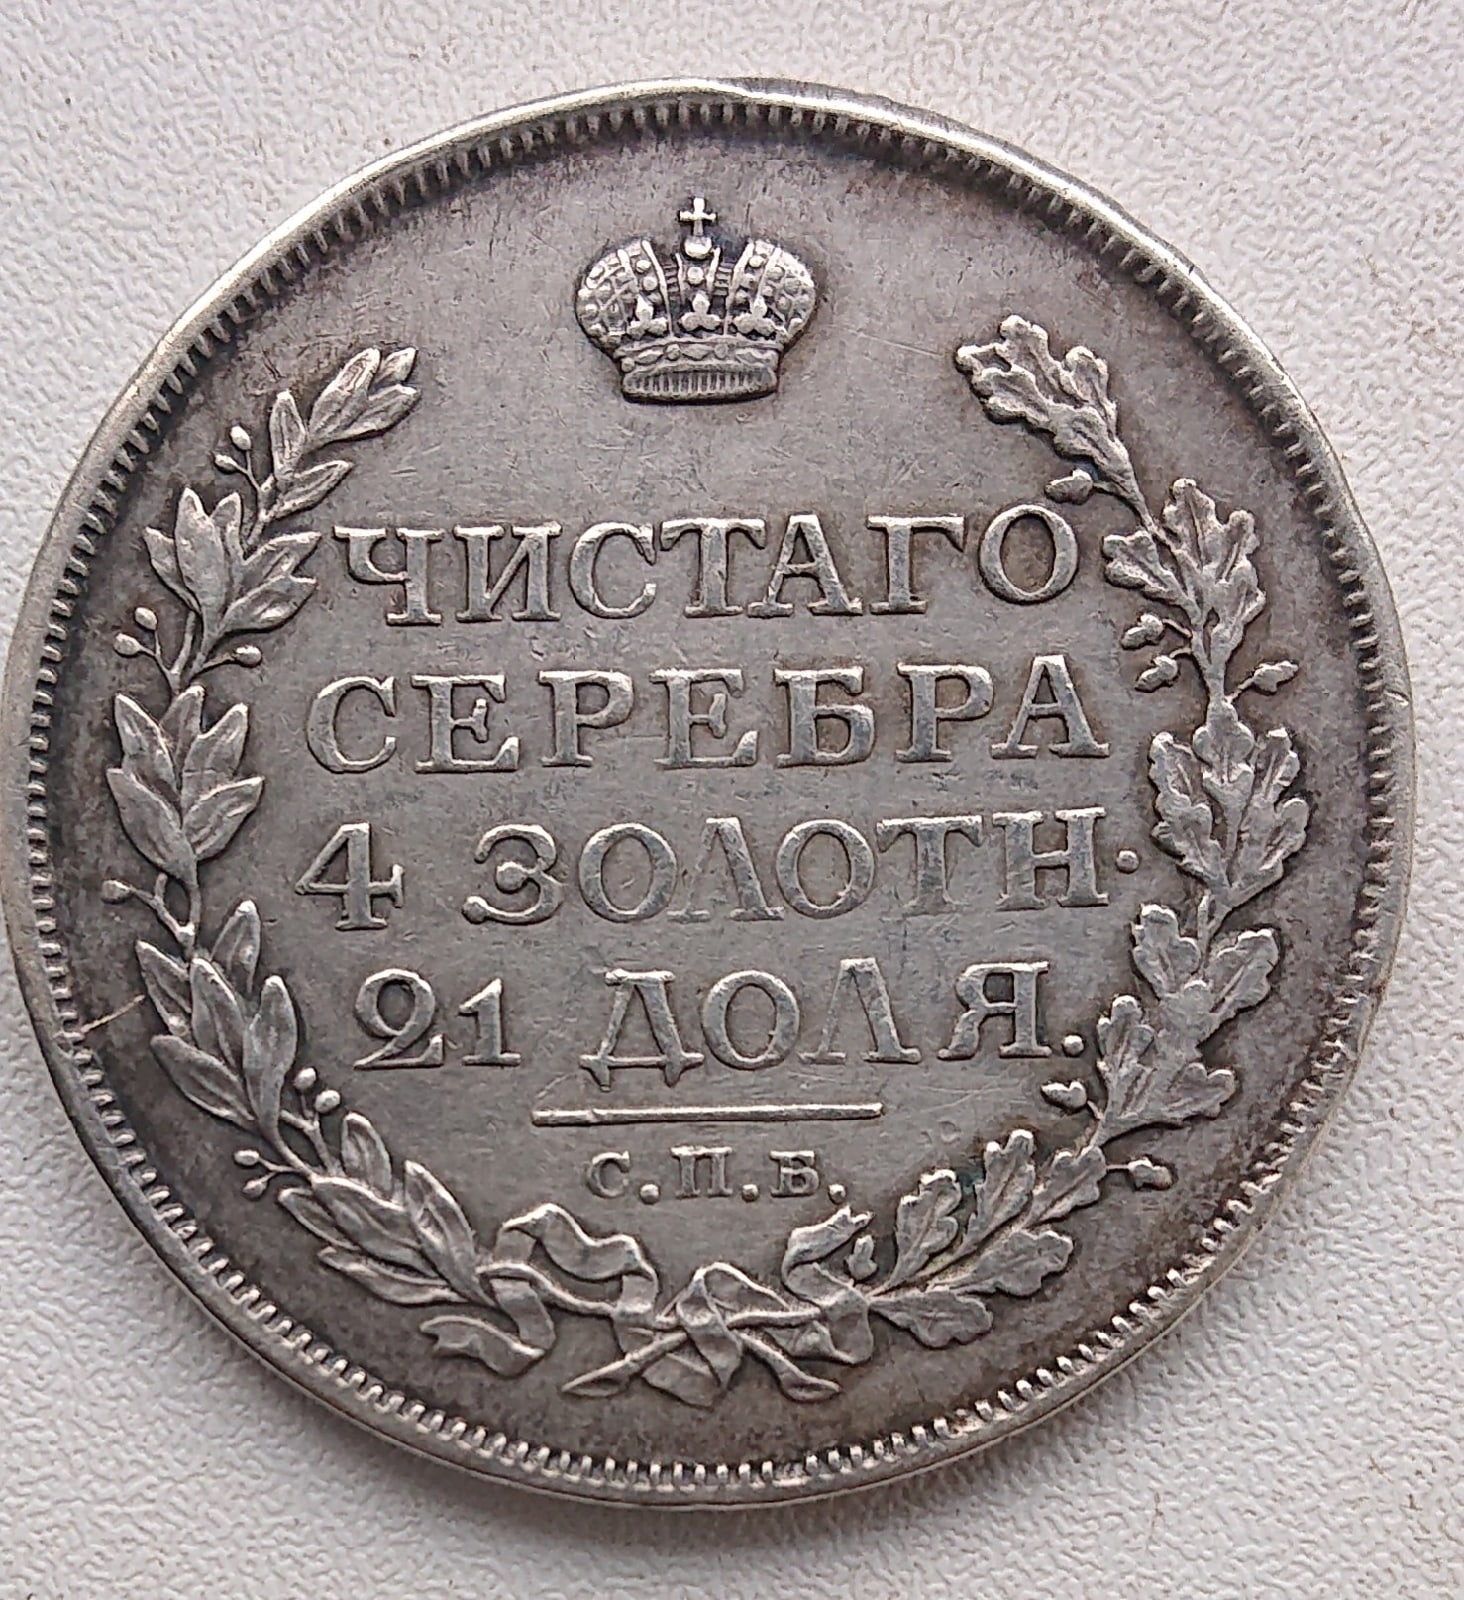 ЧИСТАГО
СЕРЕБРА
4 ЗОЛОТН.
21 ДОЛЯ.
С.П.Б.